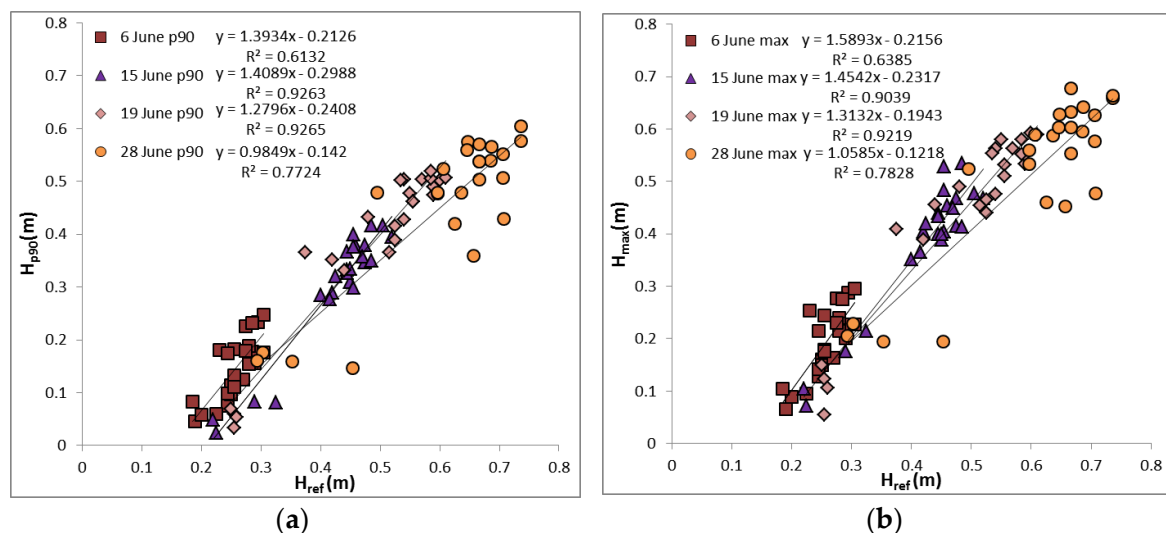 0.8
0.7
0.6
0.5
0.4
0.3
0.2
0.1
0
H_p90 (m)
6 June p90 y = 1.3934x - 0.2126
R² = 0.6132
15 June p90 y = 1.4089x - 0.2988
R² = 0.9263
19 June p90 y = 1.2796x - 0.2408
R² = 0.9265
28 June p90 y = 0.9849x - 0.142
R² = 0.7724
0 0.1 0.2 0.3 0.4 0.5 0.6 0.7 0.8
H_ref (m)
(a)
0.8
0.7
0.6
0.5
0.4
0.3
0.2
0.1
0
H_max (m)
6 June max y = 1.5893x - 0.2156
R² = 0.6385
15 June max y = 1.4542x - 0.2317
R² = 0.9039
19 June max y = 1.3132x - 0.1943
R² = 0.9219
28 June max y = 1.0585x - 0.1218
R² = 0.7828
0 0.1 0.2 0.3 0.4 0.5 0.6 0.7 0.8
H_ref (m)
(b)